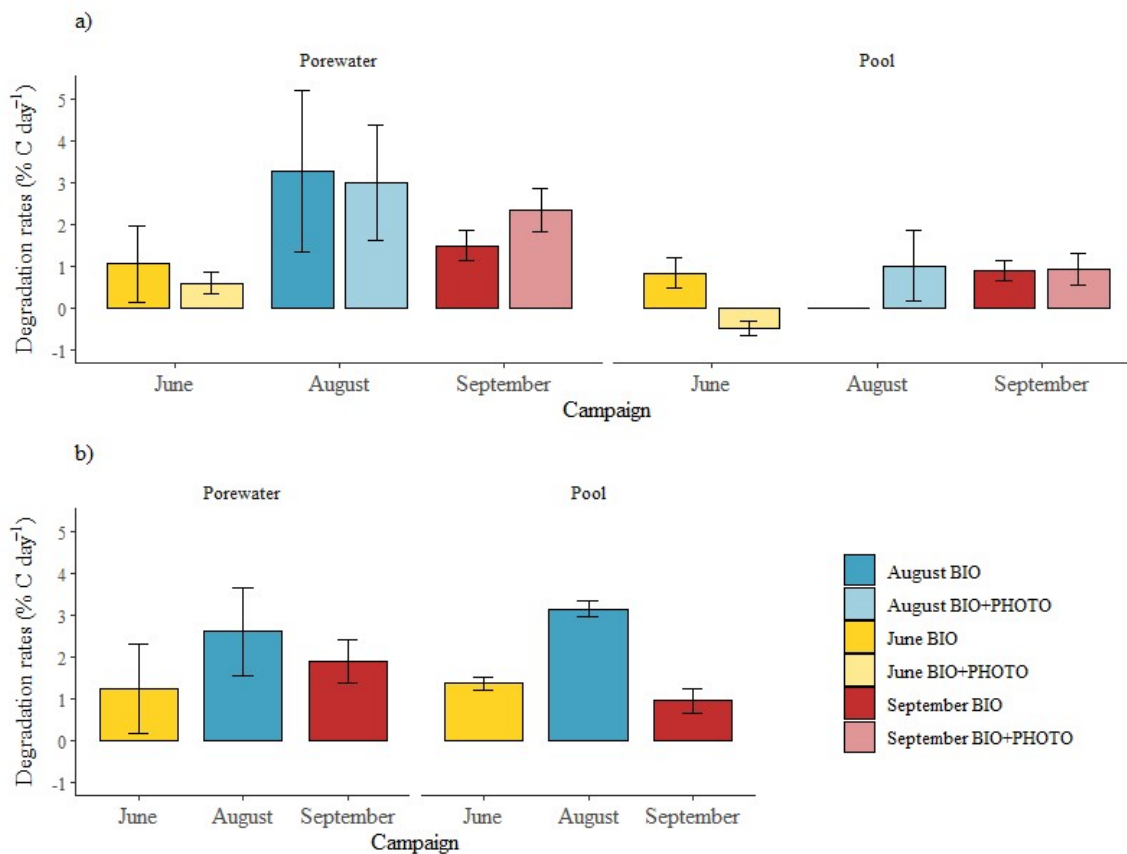 a)
Porewater
Pool
Degradation rates (% C day⁻¹)
5
4
3
2
1
0
-1
June
August
September
June
August
September
Campaign
b)
Porewater
Pool
Degradation rates (% C day⁻¹)
5
4
3
2
1
0
-1
June
August
September
June
August
September
Campaign
August BIO
August BIO+PHOTO
June BIO
June BIO+PHOTO
September BIO
September BIO+PHOTO